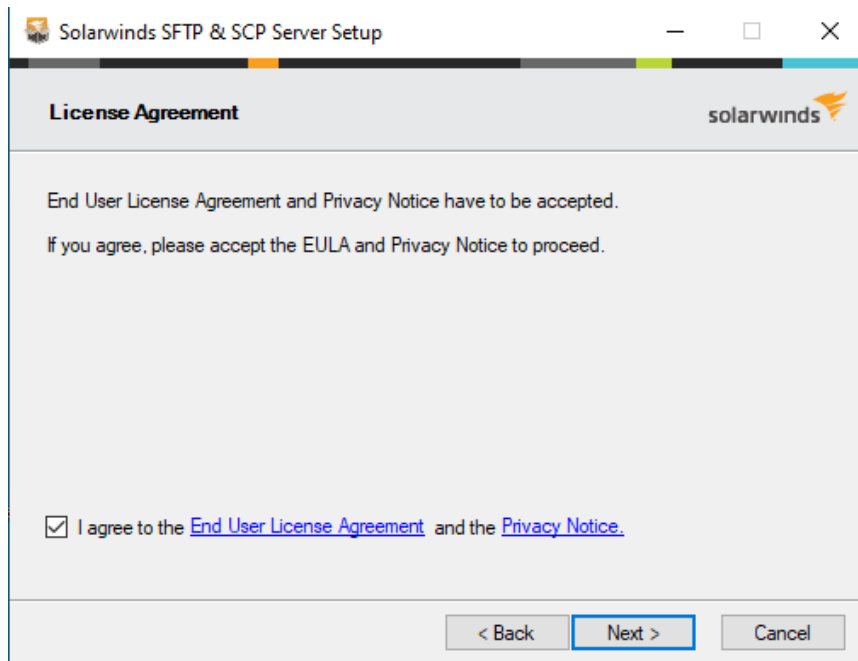 Solarwinds SFTP & SCP Server Setup
License Agreement
solarwinds
End User License Agreement and Privacy Notice have to be accepted.
If you agree, please accept the EULA and Privacy Notice to proceed.
I agree to the End User License Agreement and the Privacy Notice.
< Back Next > Cancel